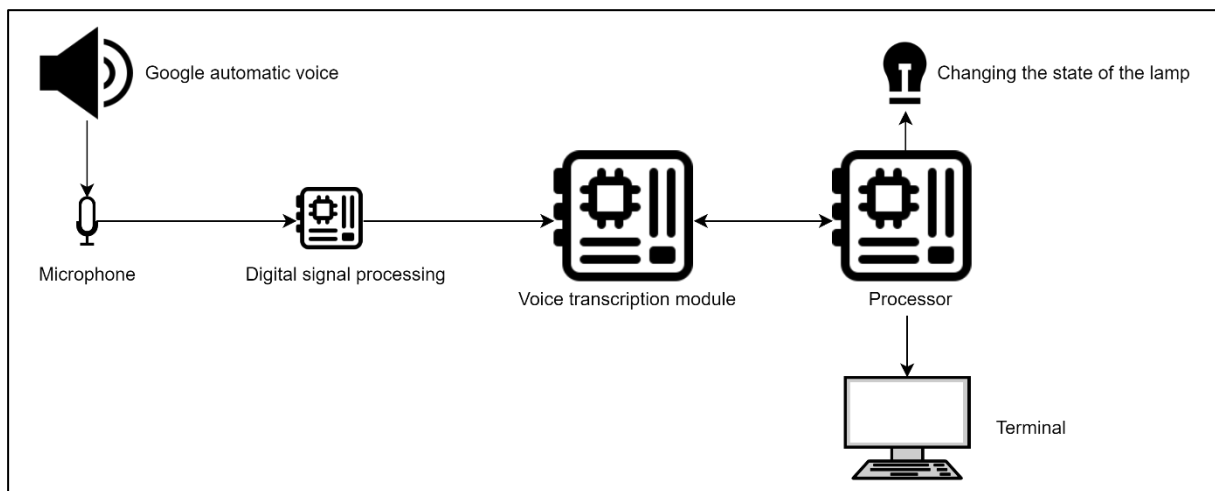 Google automatic voice
Changing the state of the lamp
Microphone
Digital signal processing
Voice transcription module
Processor
Terminal